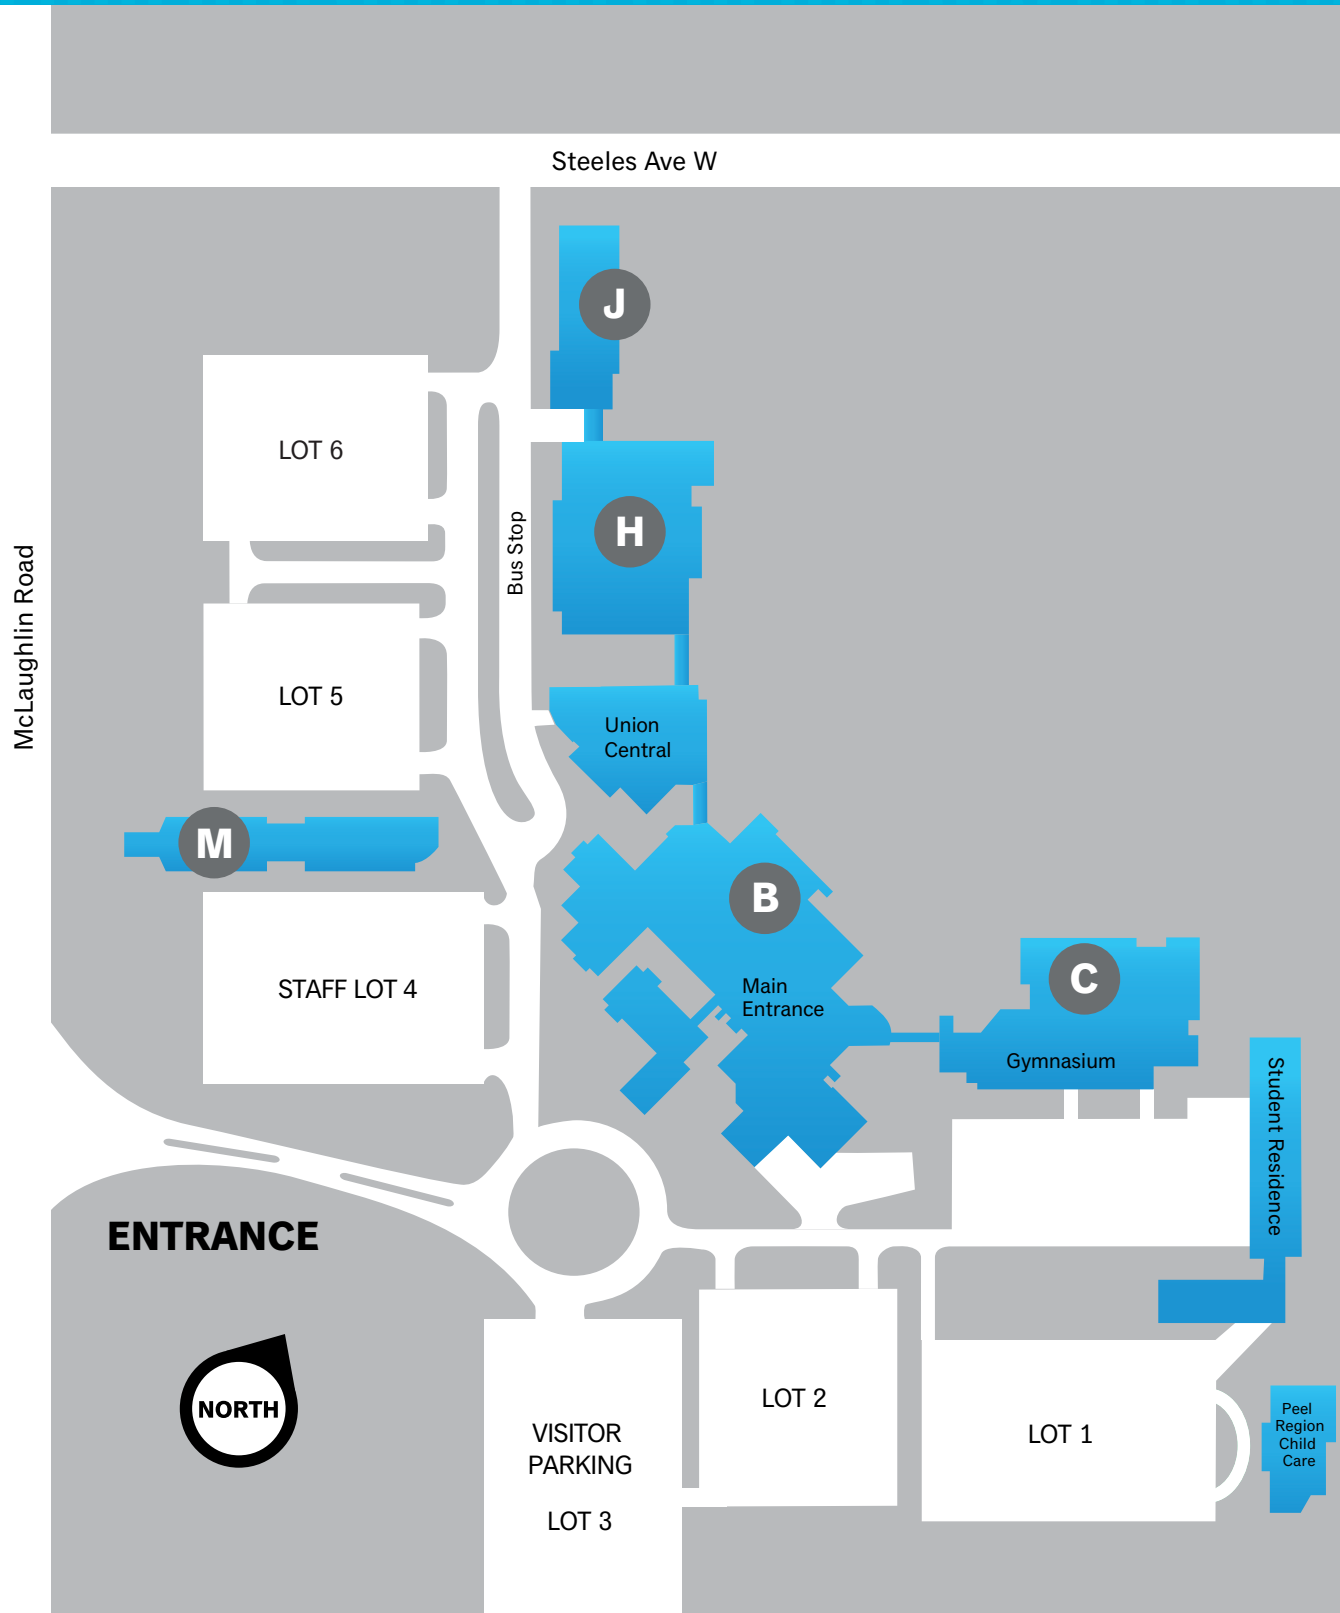 Steeles Ave W
J
LOT 6
H
Bus Stop
McLaughlin Road
LOT 5
Union
Central
M
B
STAFF LOT 4
Main
Entrance
C
Gymnasium
Student Residence
ENTRANCE
NORTH
LOT 2
VISITOR
PARKING
LOT 3
LOT 1
Peel
Region
Child
Care